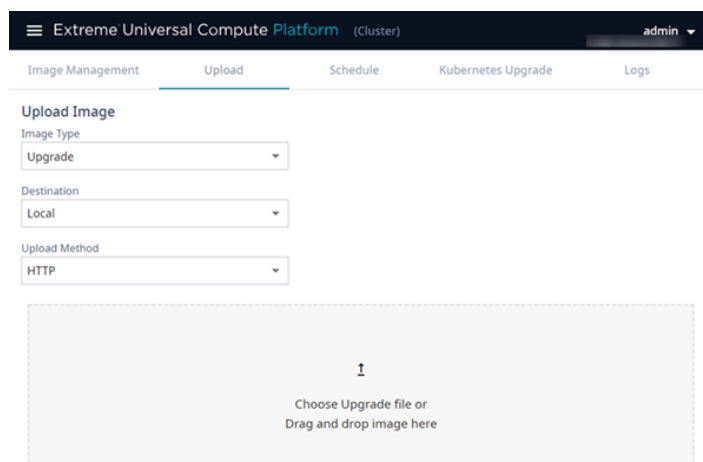 Extreme Universal Compute Platform (Cluster) admin
Image Management Upload Schedule Kubernetes Upgrade Logs
Upload Image
Image Type
Upgrade
Destination
Local
Upload Method
HTTP
Choose Upgrade file or
Drag and drop image here